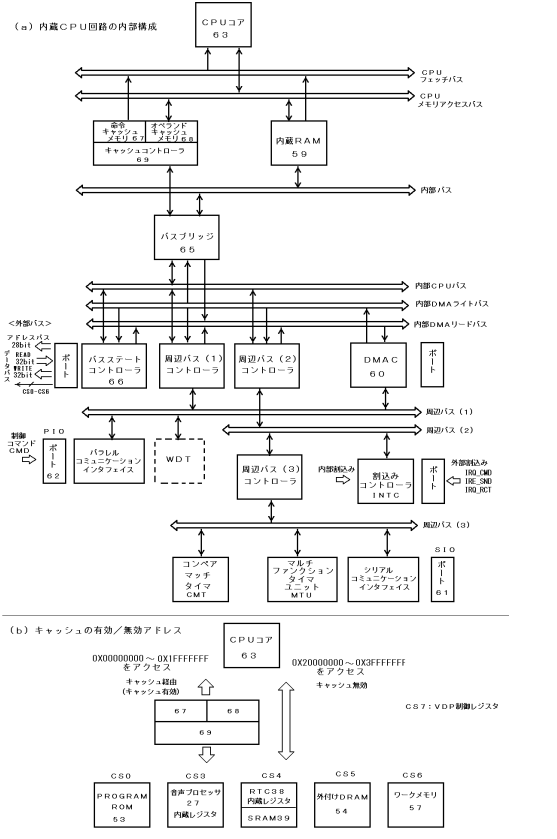 (a) 内蔵CPU回路の内部構成
CPUコア
63
CPU
フェッチバス
CPU
メモリアクセスバス
命令
キャッシュ
メモリ67
オペランド
キャッシュ
メモリ68
キャッシュコントローラ
69
内蔵RAM
59
内部バス
バスブリッジ
65
内部CPUバス
内部DMAライトバス
内部DMAリードバス
<外部バス>
アドレスバス
28bit
データバス
READ
32bit
WRITE
32bit
CS0-CS6
ポート
バスステート
コントローラ
66
周辺バス(1)
コントローラ
周辺バス(2)
コントローラ
DMAC
60
ポート
周辺バス(1)
周辺バス(2)
制御
コマンド
CMD
PIO
ポート
62
パラレル
コミュニケーション
インタフェイス
WDT
周辺バス(3)
コントローラ
内部割込み
割込み
コントローラ
INTC
ポート
外部割込み
IRQ_CMD
IRE_SND
IRQ_RCT
周辺バス(3)
コンペア
マッチ
タイマ
CMT
マルチ
ファンクション
タイマ
ユニット
MTU
シリアル
コミュニケーション
インタフェイス
SIO
ポート
61
(b) キャッシュの有効/無効アドレス
CPUコア
63
0X00000000~0X1FFFFFFF
をアクセス
キャッシュ経由
(キャッシュ有効)
0X20000000~0X3FFFFFFF
をアクセス
キャッシュ無効
67
68
69
CS7:VDP制御レジスタ
CS0
PROGRAM
ROM
53
CS3
音声プロセッサ
27
内蔵レジスタ
CS4
RTC38
内蔵レジスタ
SRAM39
CS5
外付けDRAM
54
CS6
ワークメモリ
57